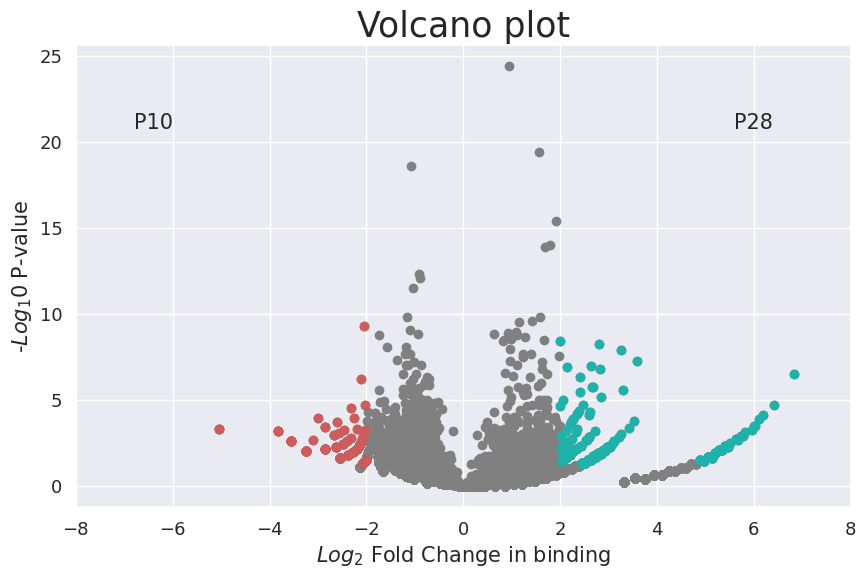 Volcano plot
25
P10
P28
20
15
10
5
0
-Log₁0 P-value
−8 −6 −4 −2 0 2 4 6 8
Log₂ Fold Change in binding